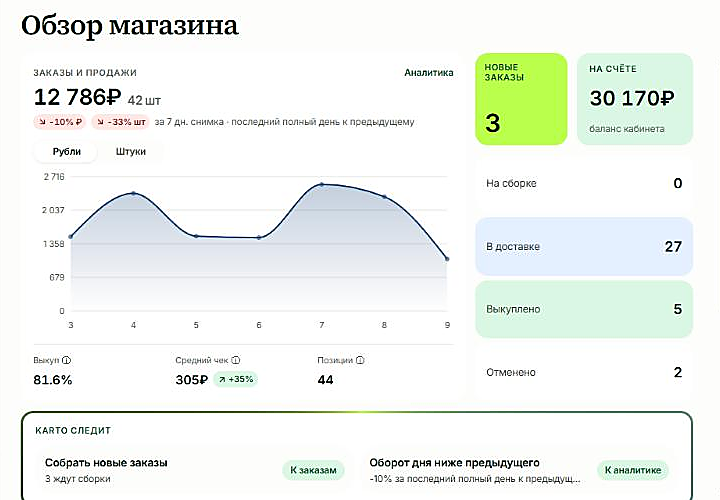 Обзор магазина
ЗАКАЗЫ И ПРОДАЖИ
Аналитика
12 786₽ 42 шт
↘ -10% ₽ ↘ -33% шт за 7 дн. снимка · последний полный день к предыдущему
Рубли Штуки
2 716
2 037
1 358
679
0
3 4 5 6 7 8 9
Выкуп ⓘ Средний чек ⓘ Позиции ⓘ
81.6% 305₽ ↗ +35% 44
НОВЫЕ
ЗАКАЗЫ
3
НА СЧЁТЕ
30 170₽
баланс кабинета
На сборке 0
В доставке 27
Выкуплено 5
Отменено 2
КАРТО СЛЕДИТ
Собрать новые заказы
3 ждут сборки
К заказам
Оборот дня ниже предыдущего
-10% за последний полный день к предыдущ...
К аналитике